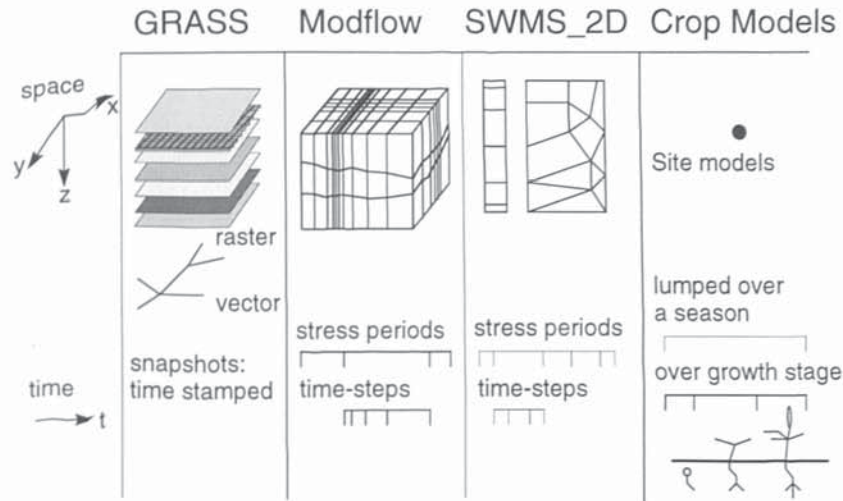 GRASS Modflow SWMS_2D Crop Models
space
x
y
z
Site models
raster
vector
lumped over
a season
stress periods stress periods
snapshots:
time stamped
over growth stage
time
time-steps time-steps
t